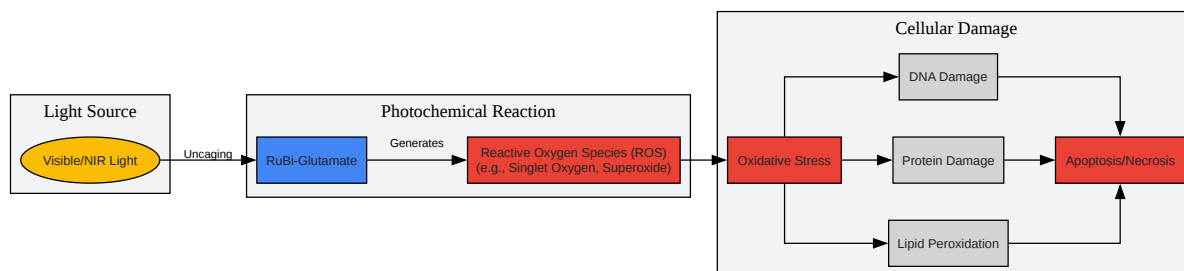 Cellular Damage
DNA Damage
Light Source
Photochemical Reaction
Visible/NIR Light
Uncaging
RuBi-Glutamate
Generates
Reactive Oxygen Species (ROS)
(e.g., Singlet Oxygen, Superoxide)
Oxidative Stress
Protein Damage
Apoptosis/Necrosis
Lipid Peroxidation